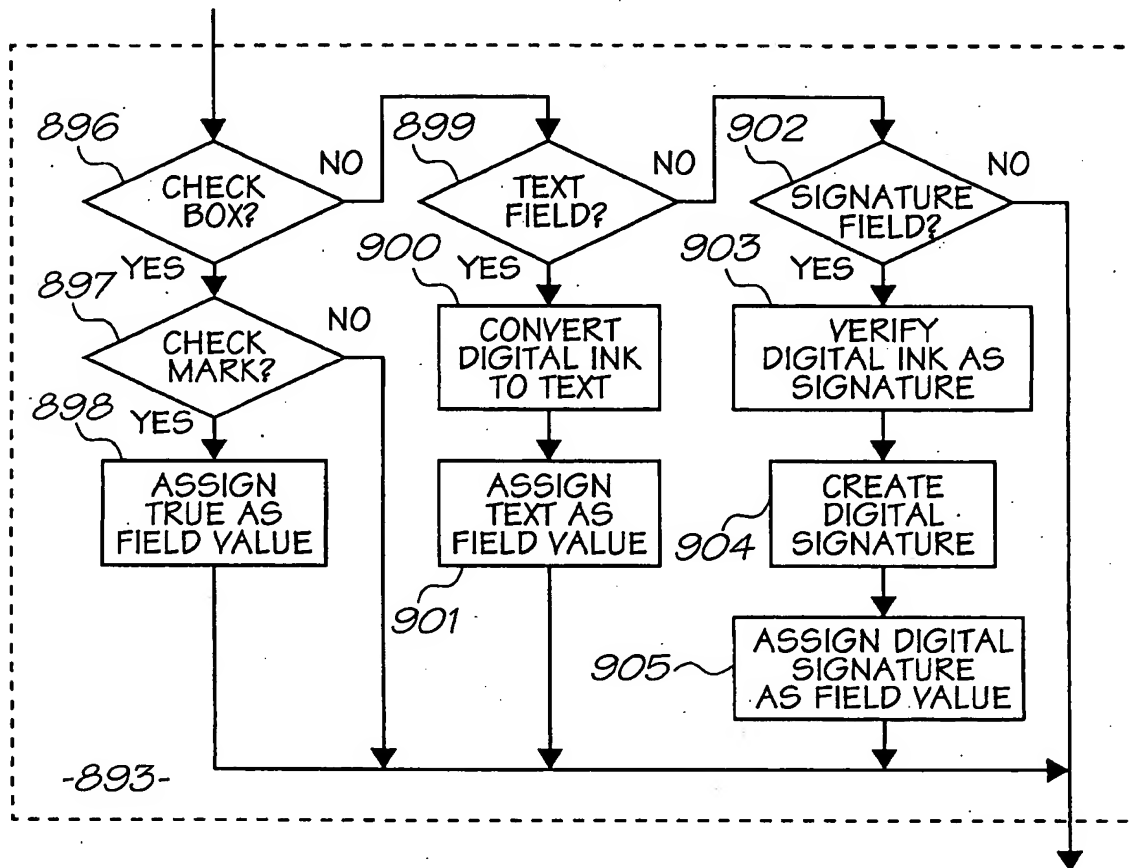 896
CHECK
BOX?
NO
YES
897
CHECK
MARK?
NO
YES
898
ASSIGN
TRUE AS
FIELD VALUE
899
TEXT
FIELD?
NO
YES
900
CONVERT
DIGITAL INK
TO TEXT
ASSIGN
TEXT AS
FIELD VALUE
901
902
SIGNATURE
FIELD?
NO
YES
903
VERIFY
DIGITAL INK AS
SIGNATURE
CREATE
DIGITAL
SIGNATURE
904
ASSIGN DIGITAL
SIGNATURE
AS FIELD VALUE
905
-893-